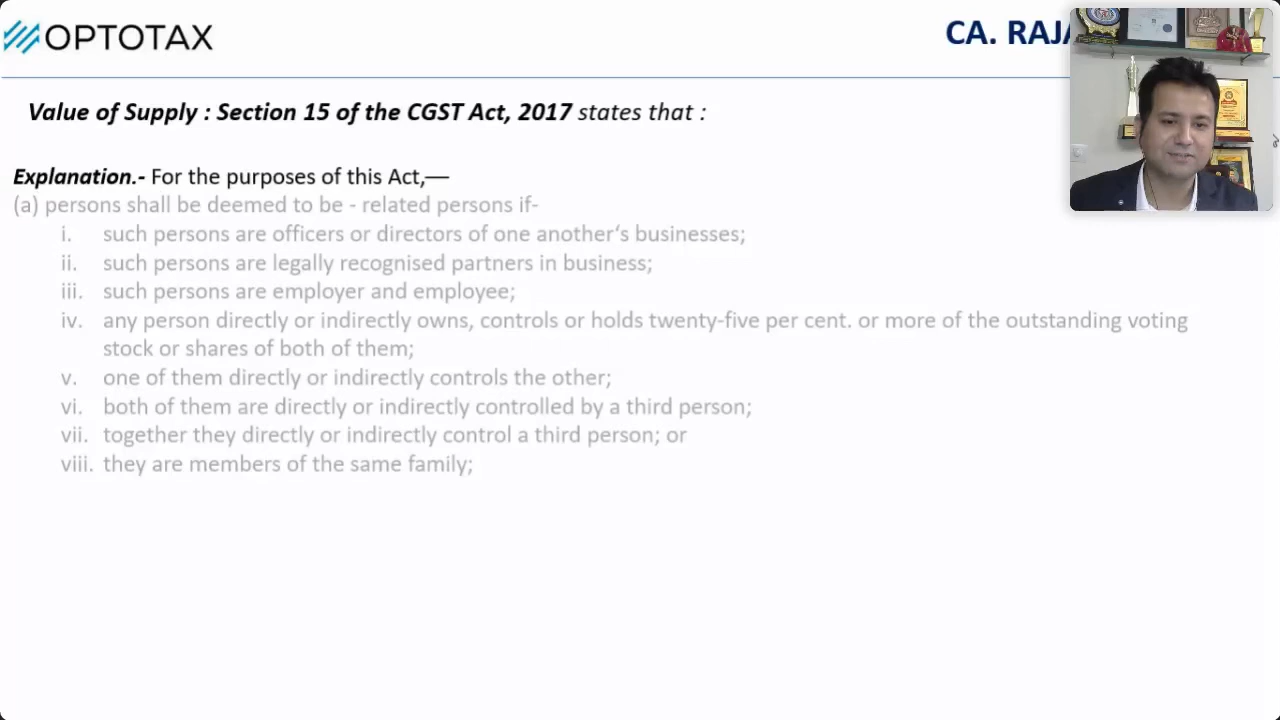 OPTOTAX
CA. RAJA
Value of Supply : Section 15 of the CGST Act, 2017 states that :
Explanation.- For the purposes of this Act,—
(a) persons shall be deemed to be - related persons if-
i. such persons are officers or directors of one another‘s businesses;
ii. such persons are legally recognised partners in business;
iii. such persons are employer and employee;
iv. any person directly or indirectly owns, controls or holds twenty-five per cent. or more of the outstanding voting
stock or shares of both of them;
v. one of them directly or indirectly controls the other;
vi. both of them are directly or indirectly controlled by a third person;
vii. together they directly or indirectly control a third person; or
viii. they are members of the same family;